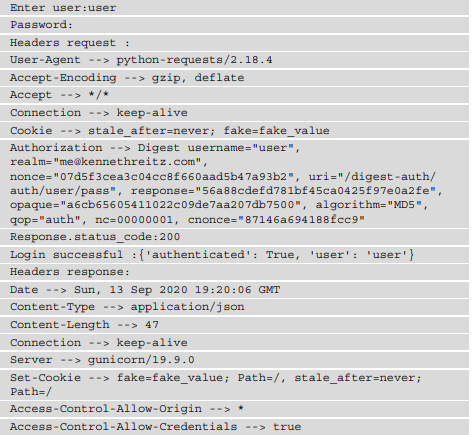 Enter user:user
Password:
Headers request :
User-Agent --> python-requests/2.18.4
Accept-Encoding --> gzip, deflate
Accept --> */*
Connection --> keep-alive
Cookie --> stale_after=never; fake=fake_value
Authorization --> Digest username="user",
realm="me@kennethreitz.com",
nonce="07d5f3cea3c04cc8f660aad5b47a93b2", uri="/digest-auth/
auth/user/pass", response="56a88cdefd781bf45ca0425f97e0a2fe",
opaque="a6cb65605411022c09de7aa207db7500", algorithm="MD5",
qop="auth", nc=00000001, cnonce="87146a694188fcc9"
Response.status_code:200
Login successful :{'authenticated': True, 'user': 'user'}
Headers response:
Date --> Sun, 13 Sep 2020 19:20:06 GMT
Content-Type --> application/json
Content-Length --> 47
Connection --> keep-alive
Server --> gunicorn/19.9.0
Set-Cookie --> fake=fake_value; Path=/, stale_after=never;
Path=/
Access-Control-Allow-Origin --> *
Access-Control-Allow-Credentials --> true